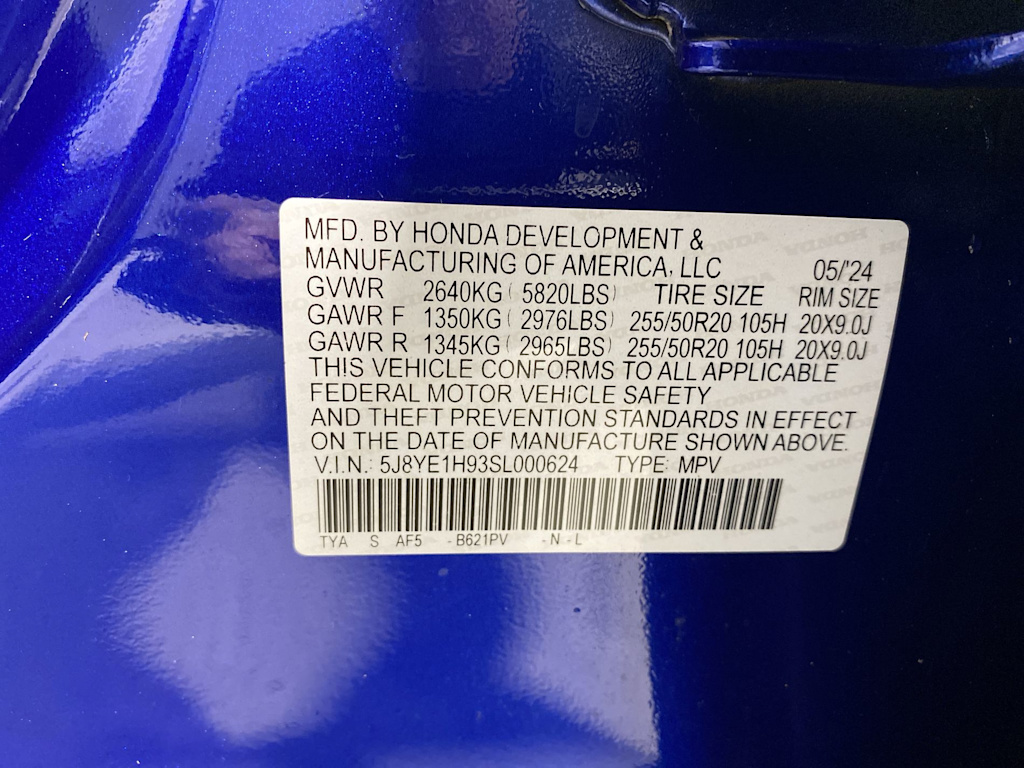 MFD. BY HONDA DEVELOPMENT &
MANUFACTURING OF AMERICA, LLC 05/'24
GVWR 2640KG ( 5820LBS) TIRE SIZE RIM SIZE
GAWR F 1350KG ( 2976LBS) 255/50R20 105H 20X9.0J
GAWR R 1345KG ( 2965LBS) 255/50R20 105H 20X9.0J
THIS VEHICLE CONFORMS TO ALL APPLICABLE
FEDERAL MOTOR VEHICLE SAFETY
AND THEFT PREVENTION STANDARDS IN EFFECT
ON THE DATE OF MANUFACTURE SHOWN ABOVE.
V.I.N.: 5J8YE1H93SL000624 TYPE: MPV
TYA S AF5 - B621PV - N - L